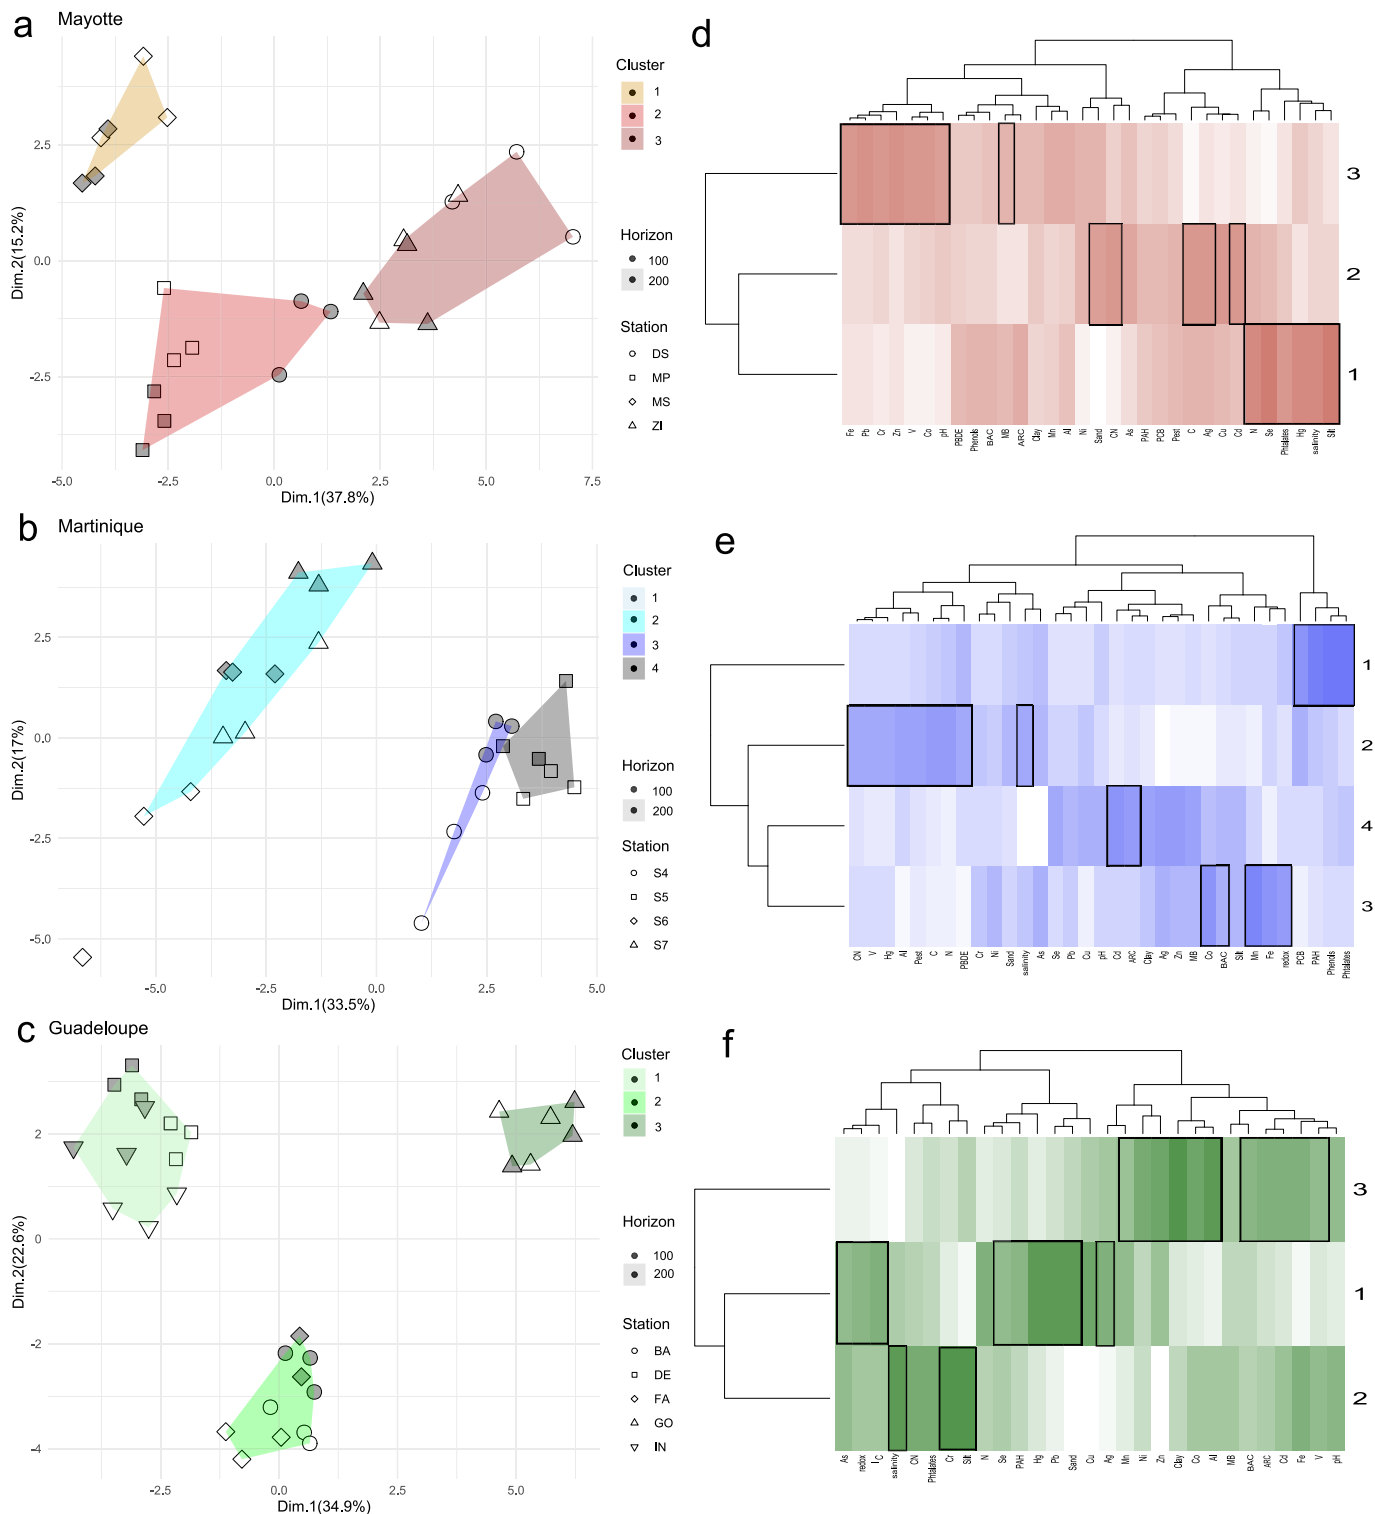 a
Mayotte
Dim.2(15.2%)
2.5
0.0
-2.5
-5.0
-2.5
0.0
2.5
5.0
7.5
Dim.1(37.8%)
Cluster
1
2
3
Horizon
100
200
Station
DS
MP
MS
ZI
d
3
2
1
Fe Pb Cr Zn V Co pH PBDE Phenols BAC MB ARC Clay Mn Al Ni Sand CN As PAH PCB Pest C Ag Cu Cd N Se Phtalates Hg salinity Silt
b
Martinique
Dim.2(17%)
2.5
0.0
-2.5
-5.0
-5.0
-2.5
0.0
2.5
5.0
Dim.1(33.5%)
Cluster
1
2
3
4
Horizon
100
200
Station
S4
S5
S6
S7
e
1
2
4
3
CN V Hg Al Pest C N PBDE Cr Ni Sand salinity As Se Pb Cu pH Cd ARC Clay Ag Zn MB Co BAC Silt Mn Fe redox PCB PAH Phenols Phtalates
c
Guadeloupe
Dim.2(22.6%)
2
0
-2
-4
-2.5
0.0
2.5
5.0
Dim.1(34.9%)
Cluster
1
2
3
Horizon
100
200
Station
BA
DE
FA
GO
IN
f
3
1
2
As redox C salinity CN Phtalates Cr Silt N Se PAH Hg Pb Sand Cu Ag Mn Ni Zn Clay Co Al MB BAC ARC Cd Fe V pH